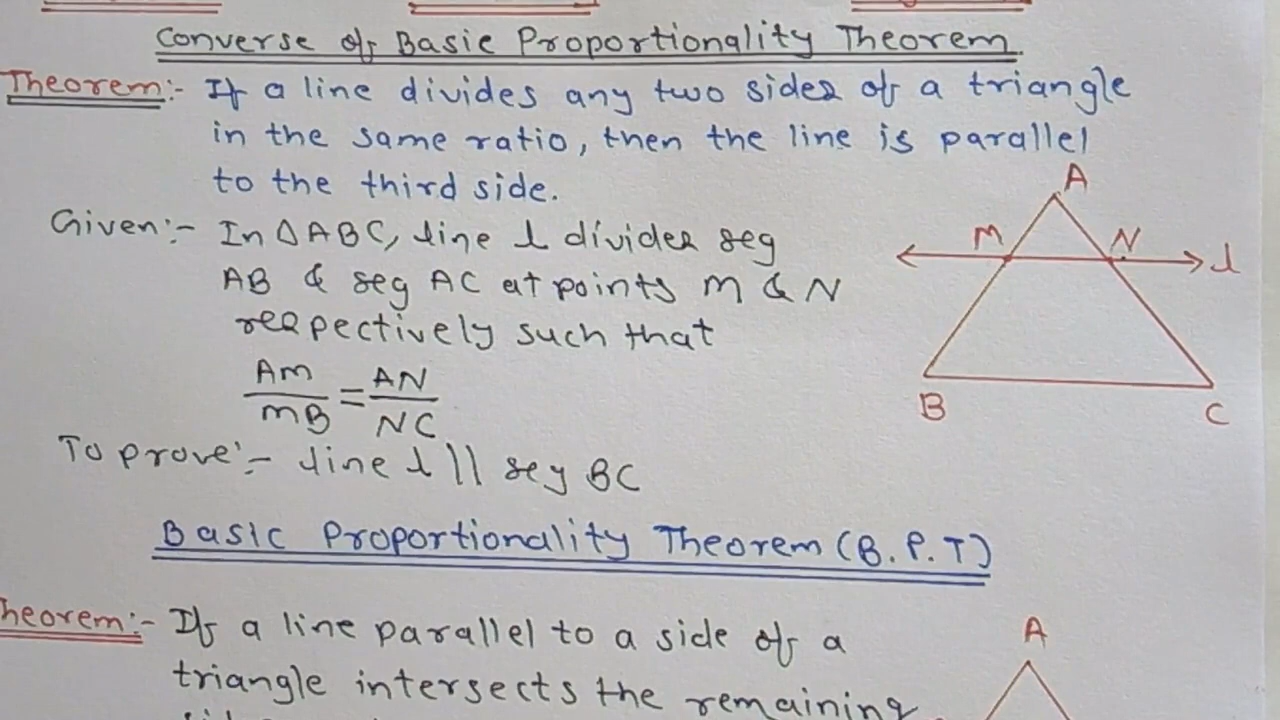 Converse of Basic Proportionality Theorem
Theorem:- If a line divides any two sides of a triangle
in the same ratio, then the line is parallel
to the third side.
A
Given:- In △ABC, line l divides seg
M N
l
AB & seg AC at points M & N
respectively such that
AM/MB = AN/NC
B C
To prove:- line l || seg BC
Basic Proportionality Theorem (B.P.T)
heorem:- If a line parallel to a side of a
A
triangle intersects the remaining